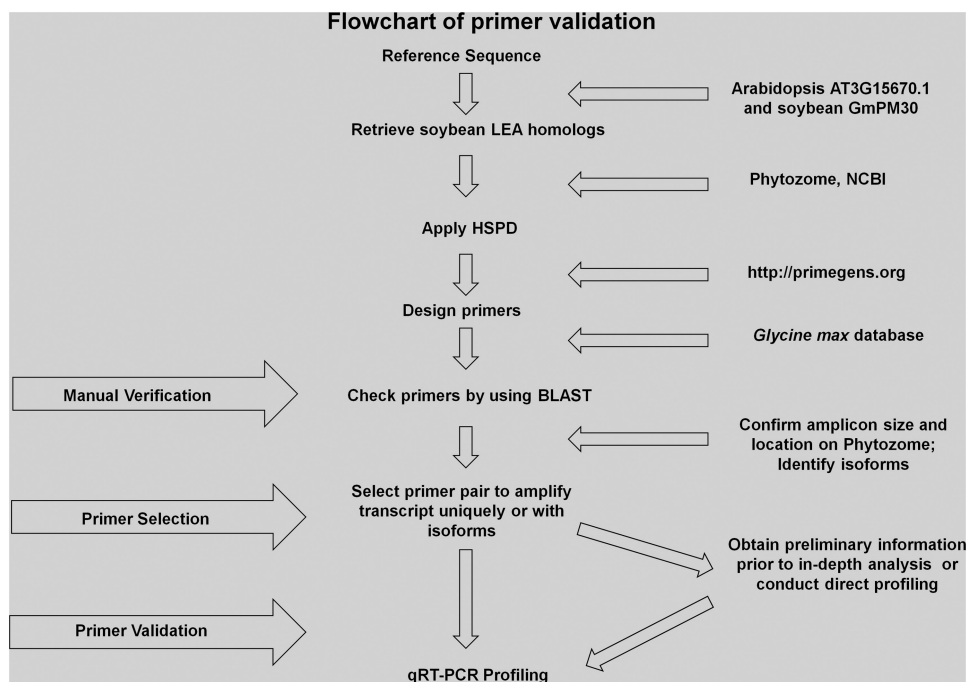 Flowchart of primer validation
Reference Sequence
Arabidopsis AT3G15670.1
and soybean GmPM30
Retrieve soybean LEA homologs
Phytozome, NCBI
Apply HSPD
http://primegens.org
Design primers
Glycine max database
Manual Verification
Check primers by using BLAST
Confirm amplicon size and
location on Phytozome;
Identify isoforms
Primer Selection
Select primer pair to amplify
transcript uniquely or with
isoforms
Obtain preliminary information
prior to in-depth analysis or
conduct direct profiling
Primer Validation
qRT-PCR Profiling